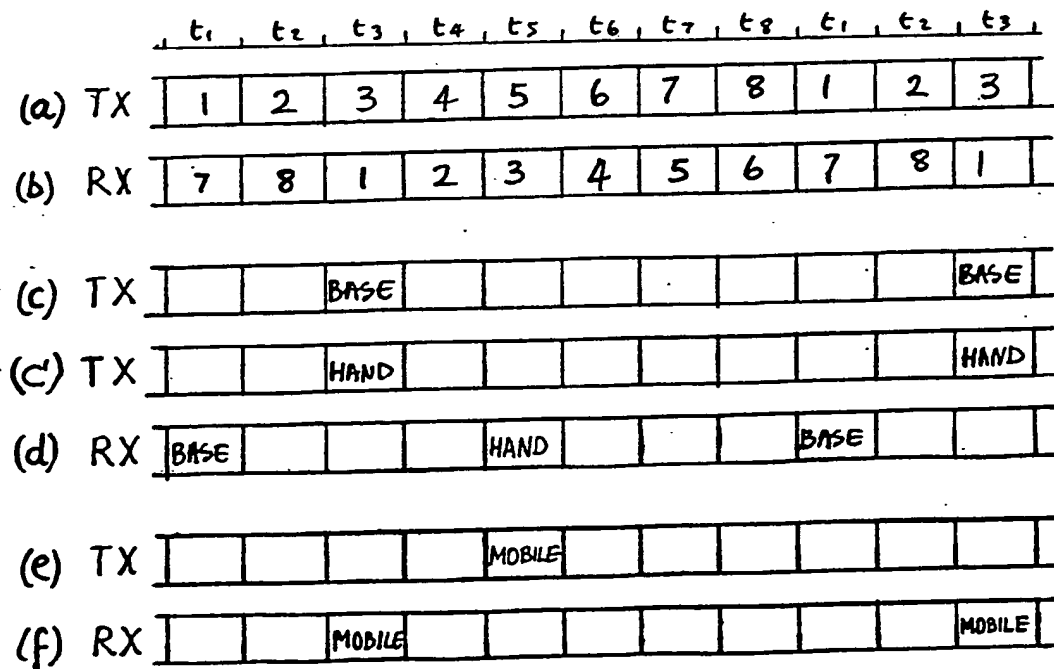 t₁ t₂ t₃ t₄ t₅ t₆ t₇ t₈ t₁ t₂ t₃
(a) TX 1 2 3 4 5 6 7 8 1 2 3
(b) RX 7 8 1 2 3 4 5 6 7 8 1
(c) TX BASE BASE
(c') TX HAND HAND
(d) RX BASE HAND BASE
(e) TX MOBILE
(f) RX MOBILE MOBILE